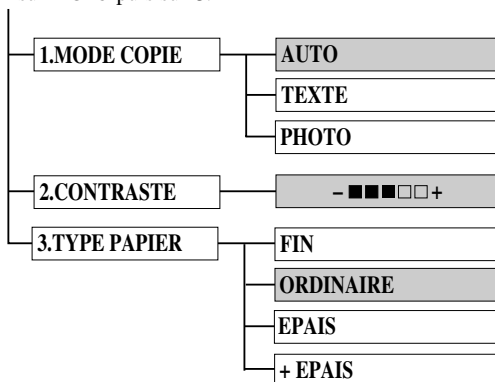 1.MODE COPIE
AUTO
TEXTE
PHOTO
2.CONTRASTE
– ■■■□□+
3.TYPE PAPIER
FIN
ORDINAIRE
EPAIS
+ EPAIS